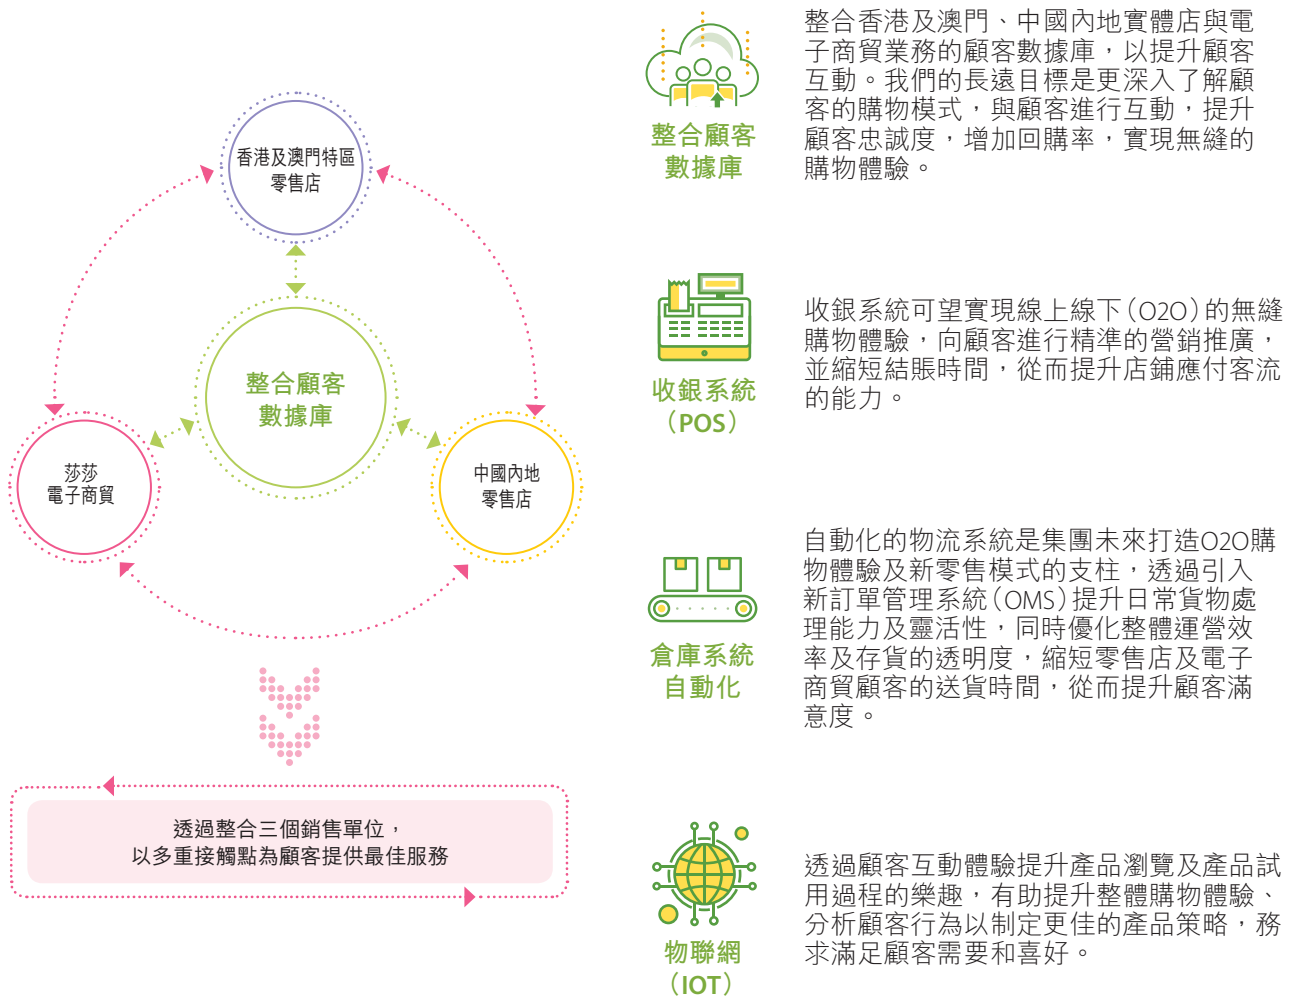 香港及澳門特區
零售店
整合顧客
數據庫
莎莎
電子商貿
中國內地
零售店
透過整合三個銷售單位，
以多重接觸點為顧客提供最佳服務
整合顧客
數據庫
整合香港及澳門、中國內地實體店與電
子商貿業務的顧客數據庫，以提升顧客
互動。我們的長遠目標是更深入了解顧
客的購物模式，與顧客進行互動，提升
顧客忠誠度，增加回購率，實現無縫的
購物體驗。
收銀系統
（POS）
收銀系統可望實現線上線下（O2O）的無縫
購物體驗，向顧客進行精準的營銷推廣，
並縮短結賬時間，從而提升店鋪應付客流
的能力。
倉庫系統
自動化
自動化的物流系統是集團未來打造O2O購
物體驗及新零售模式的支柱，透過引入
新訂單管理系統（OMS）提升日常貨物處
理能力及靈活性，同時優化整體運營效
率及存貨的透明度，縮短零售店及電子
商貿顧客的送貨時間，從而提升顧客滿
意度。
物聯網
（IOT）
透過顧客互動體驗提升產品瀏覽及產品試
用過程的樂趣，有助提升整體購物體驗、
分析顧客行為以制定更佳的產品策略，務
求滿足顧客需要和喜好。